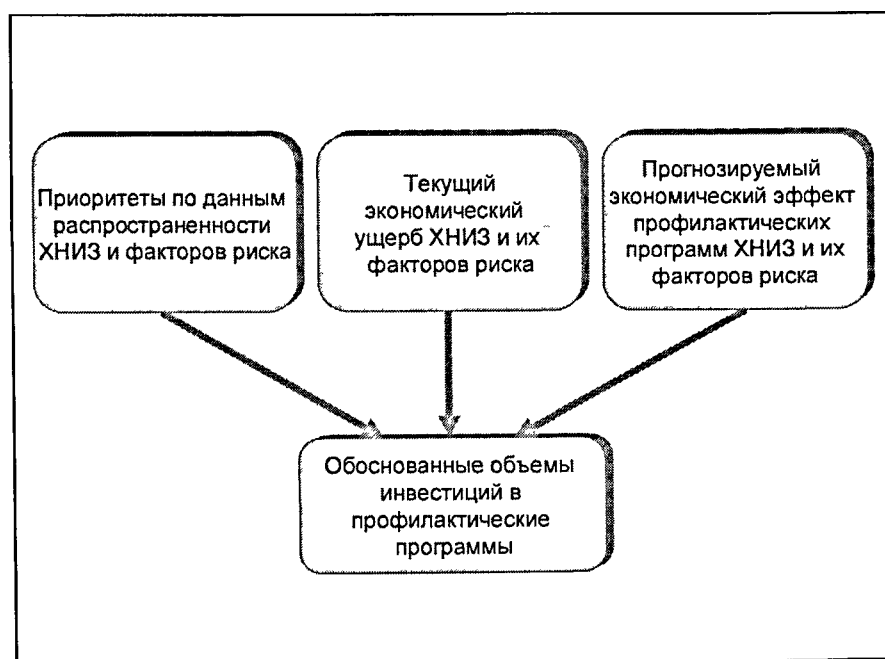 Приоритеты по данным
распространенности
ХНИЗ и факторов риска
Текущий
экономический
ущерб ХНИЗ и их
факторов риска
Прогнозируемый
экономический эффект
профилактических
программ ХНИЗ и их
факторов риска
Обоснованные объемы
инвестиций в
профилактические
программы